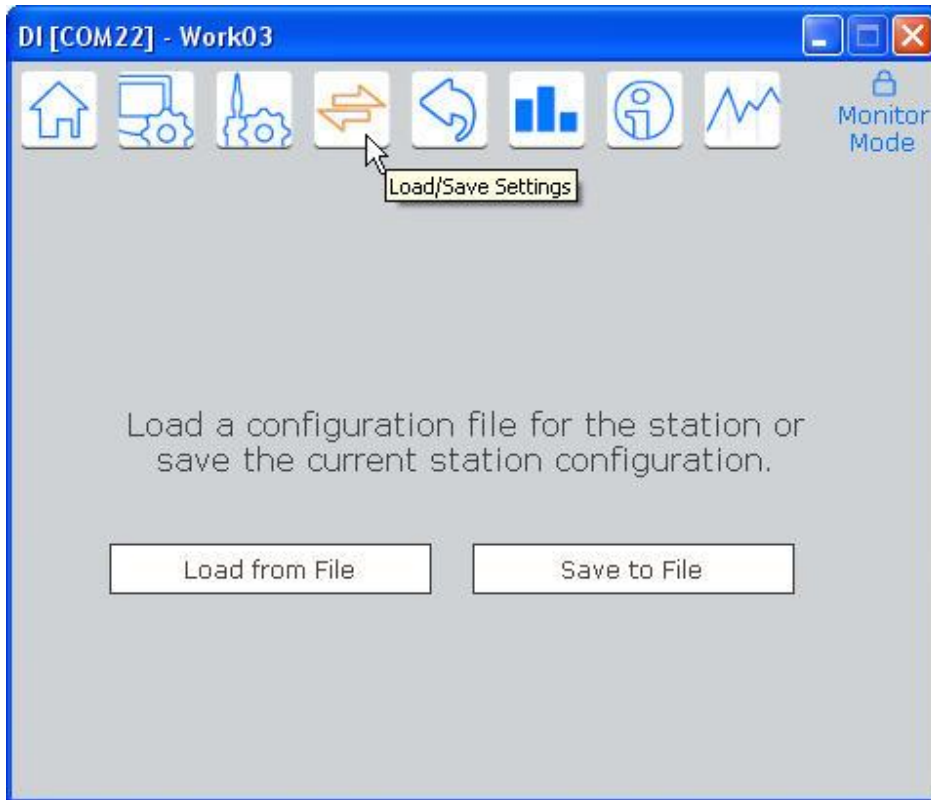 DI [COM22] - Work03
Monitor
Mode
Load/Save Settings
Load a configuration file for the station or
save the current station configuration.
Load from File
Save to File